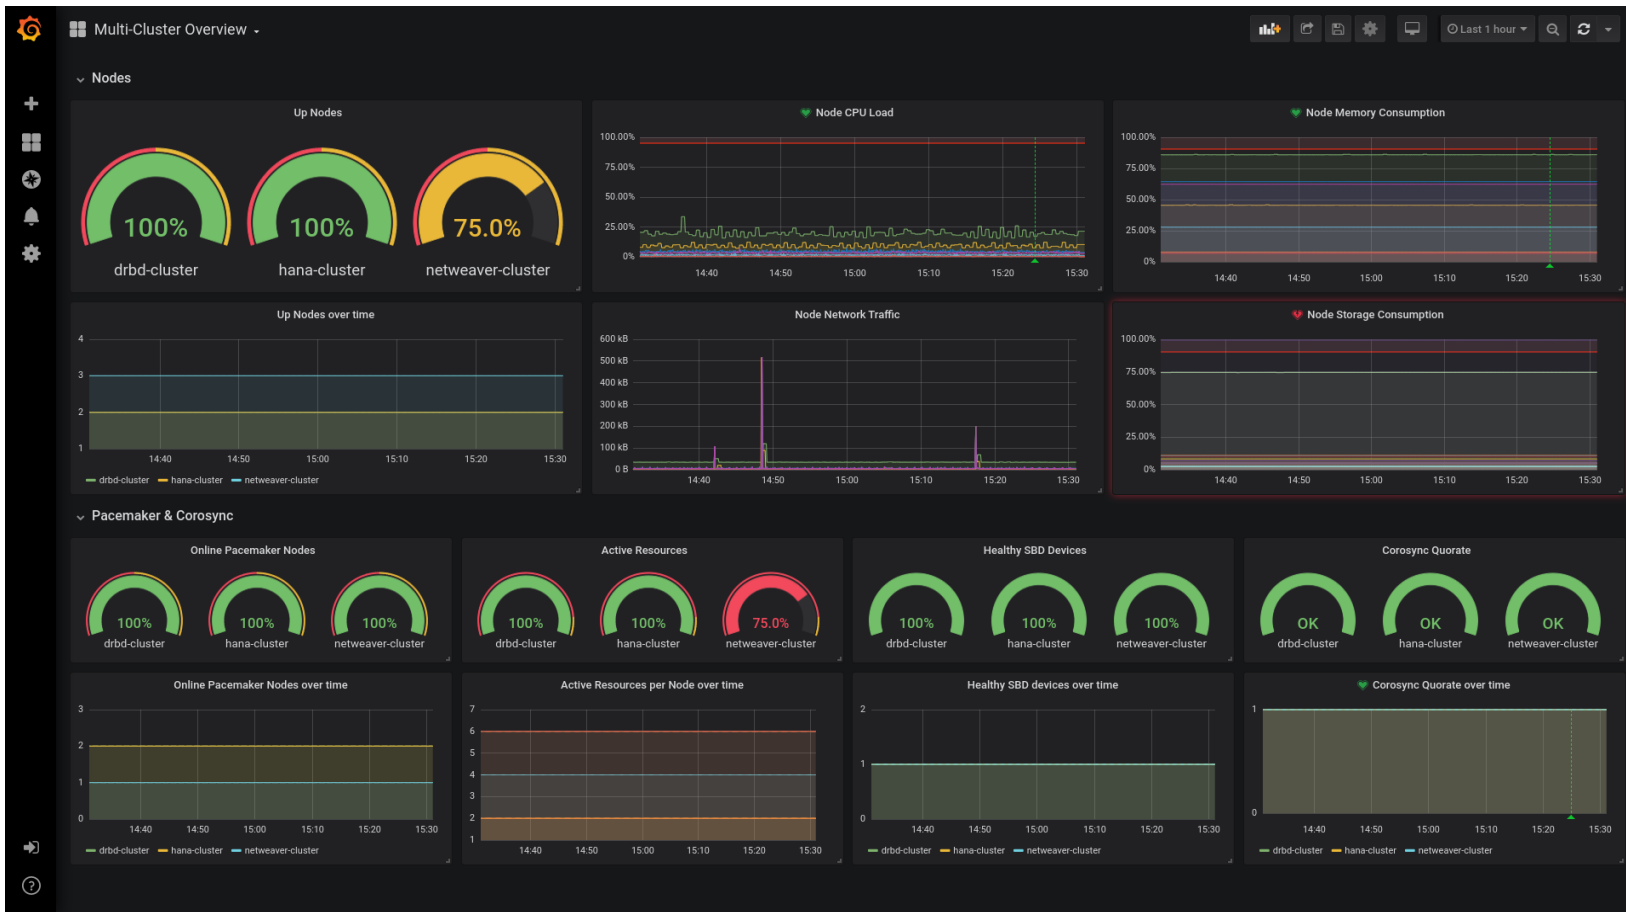 Multi-Cluster Overview
Last 1 hour
Nodes
Up Nodes
100%
100%
75.0%
drbd-cluster
hana-cluster
netweaver-cluster
Node CPU Load
100.00%
75.00%
50.00%
25.00%
0%
14:40 14:50 15:00 15:10 15:20 15:30
Node Memory Consumption
100.00%
75.00%
50.00%
25.00%
0%
14:40 14:50 15:00 15:10 15:20 15:30
Up Nodes over time
4
3
2
1
14:40 14:50 15:00 15:10 15:20 15:30
drbd-cluster hana-cluster netweaver-cluster
Node Network Traffic
600 kB
500 kB
400 kB
300 kB
200 kB
100 kB
0 B
14:40 14:50 15:00 15:10 15:20 15:30
Node Storage Consumption
100.00%
75.00%
50.00%
25.00%
0%
14:40 14:50 15:00 15:10 15:20 15:30
Pacemaker & Corosync
Online Pacemaker Nodes
100% 100% 100%
drbd-cluster hana-cluster netweaver-cluster
Active Resources
100% 100% 75.0%
drbd-cluster hana-cluster netweaver-cluster
Healthy SBD Devices
100% 100% 100%
drbd-cluster hana-cluster netweaver-cluster
Corosync Quorate
OK OK OK
drbd-cluster hana-cluster netweaver-cluster
Online Pacemaker Nodes over time
3
2
1
0
14:40 14:50 15:00 15:10 15:20 15:30
drbd-cluster hana-cluster netweaver-cluster
Active Resources per Node over time
7
6
5
4
3
2
1
14:40 14:50 15:00 15:10 15:20 15:30
Healthy SBD devices over time
2
1
0
14:40 14:50 15:00 15:10 15:20 15:30
drbd-cluster hana-cluster netweaver-cluster
Corosync Quorate over time
1
0
14:40 14:50 15:00 15:10 15:20 15:30
drbd-cluster hana-cluster netweaver-cluster